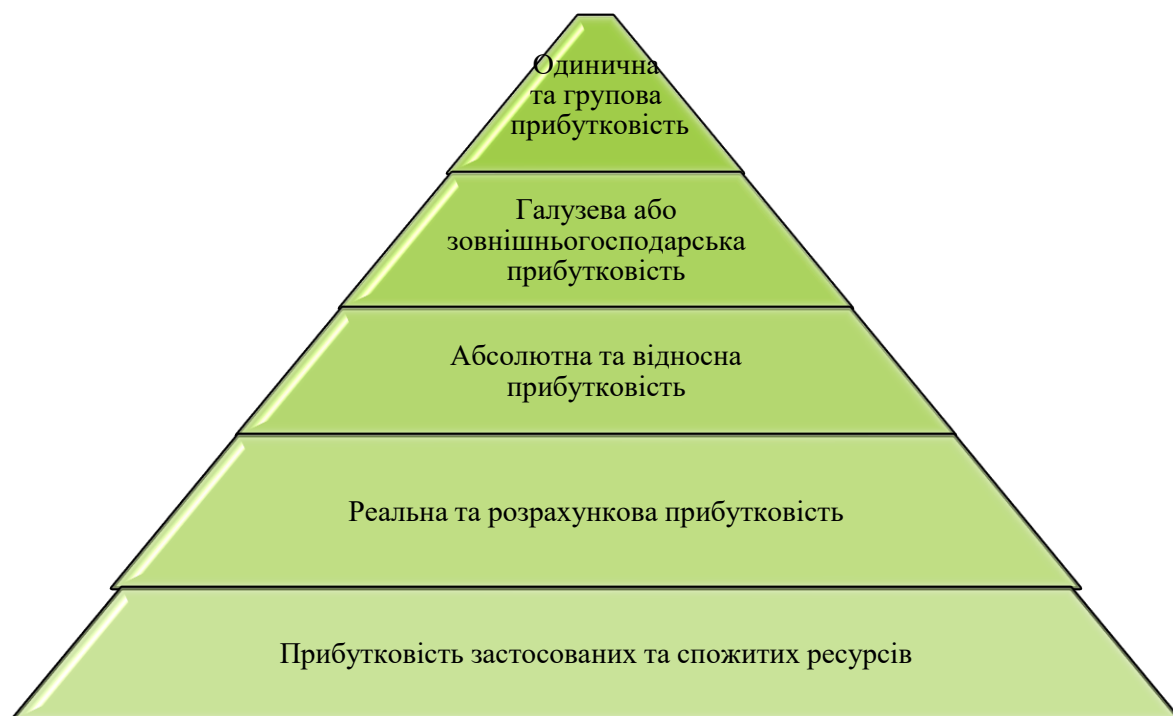 Одинична
та групова
прибутковість
Галузева або
зовнішньогосподарська
прибутковість
Абсолютна та відносна
прибутковість
Реальна та розрахункова прибутковість
Прибутковість застосованих та спожитих ресурсів